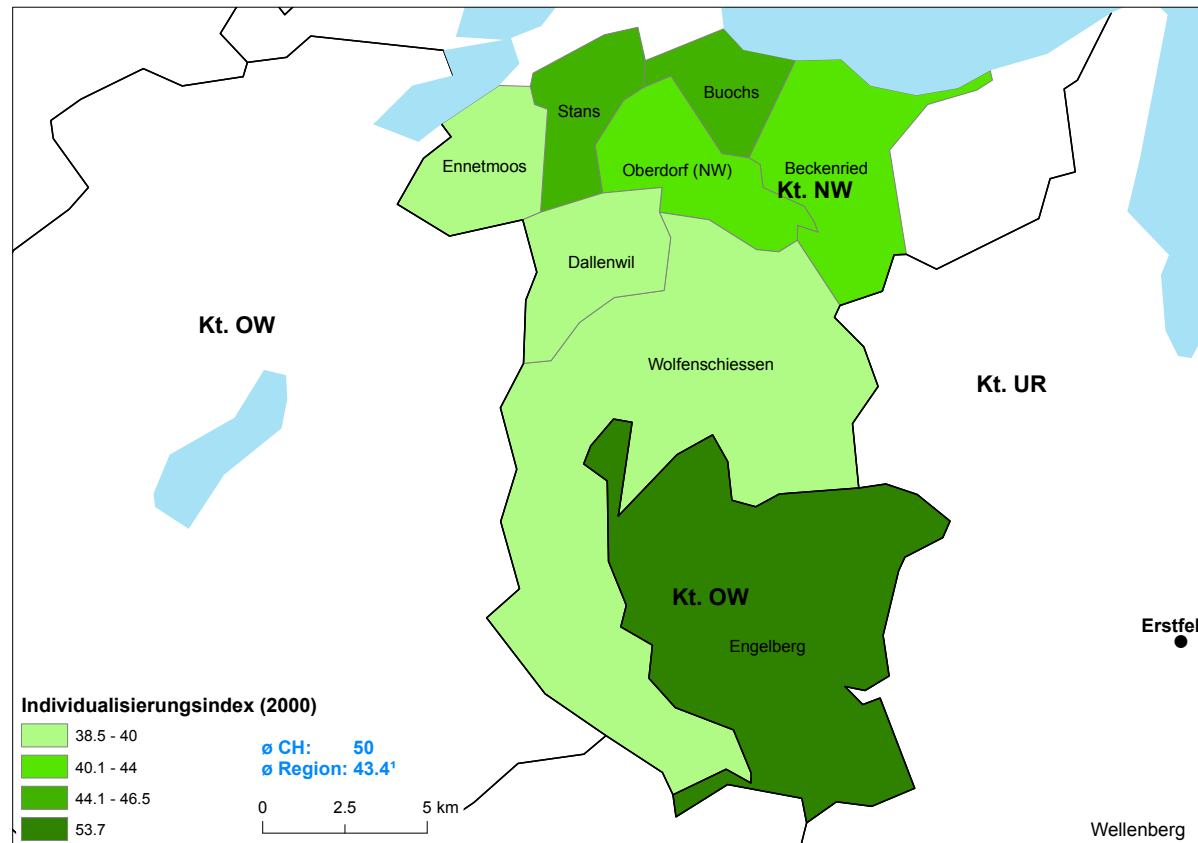 Stans
Buochs
Ennetmoos
Oberdorf (NW)
Beckenried
Kt. NW
Dallenwil
Kt. OW
Wolfenschiessen
Kt. UR
Kt. OW
Erstfel
Engelberg
Individualisierungsindex (2000)
38.5 - 40
40.1 - 44
44.1 - 46.5
53.7
ø CH: 50
ø Region: 43.4¹
0 2.5 5 km
Wellenberg